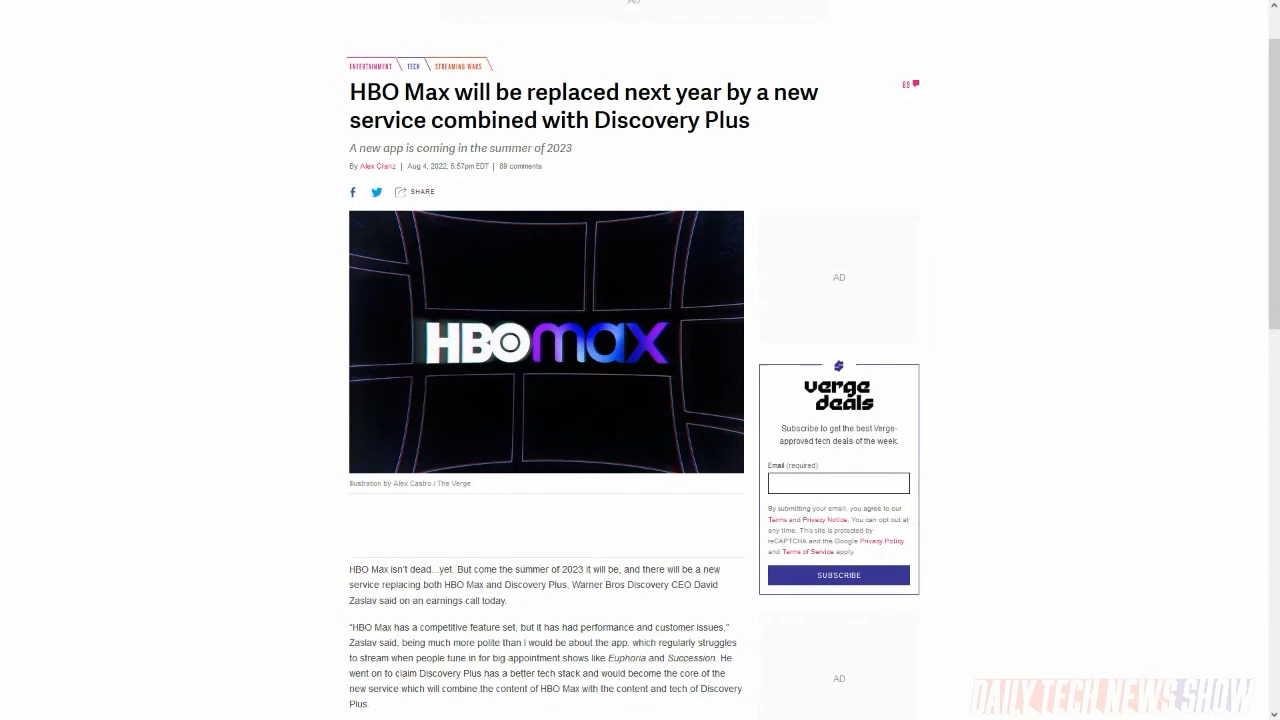 AD
ENTERTAINMENT TECH STREAMING WARS
HBO Max will be replaced next year by a new
service combined with Discovery Plus
89
A new app is coming in the summer of 2023
By Alex Cranz | Aug 4, 2022, 5:57pm EDT | 89 comments
SHARE
HBOMAX
AD
verge
deals
Subscribe to get the best Verge-
approved tech deals of the week.
Email (required)
By submitting your email, you agree to our
Terms and Privacy Notice. You can opt out at
any time. This site is protected by
reCAPTCHA and the Google Privacy Policy
and Terms of Service apply.
SUBSCRIBE
Illustration by Alex Castro / The Verge
HBO Max isn't dead...yet. But come the summer of 2023 it will be, and there will be a new
service replacing both HBO Max and Discovery Plus, Warner Bros Discovery CEO David
Zaslav said on an earnings call today.
"HBO Max has a competitive feature set, but it has had performance and customer issues,"
Zaslav said, being much more polite than I would be about the app, which regularly struggles
to stream when people tune in for big appointment shows like Euphoria and Succession. He
went on to claim Discovery Plus has a better tech stack and would become the core of the
new service which will combine the content of HBO Max with the content and tech of Discovery
Plus.
AD
DAILY TECH NEWS SHOW